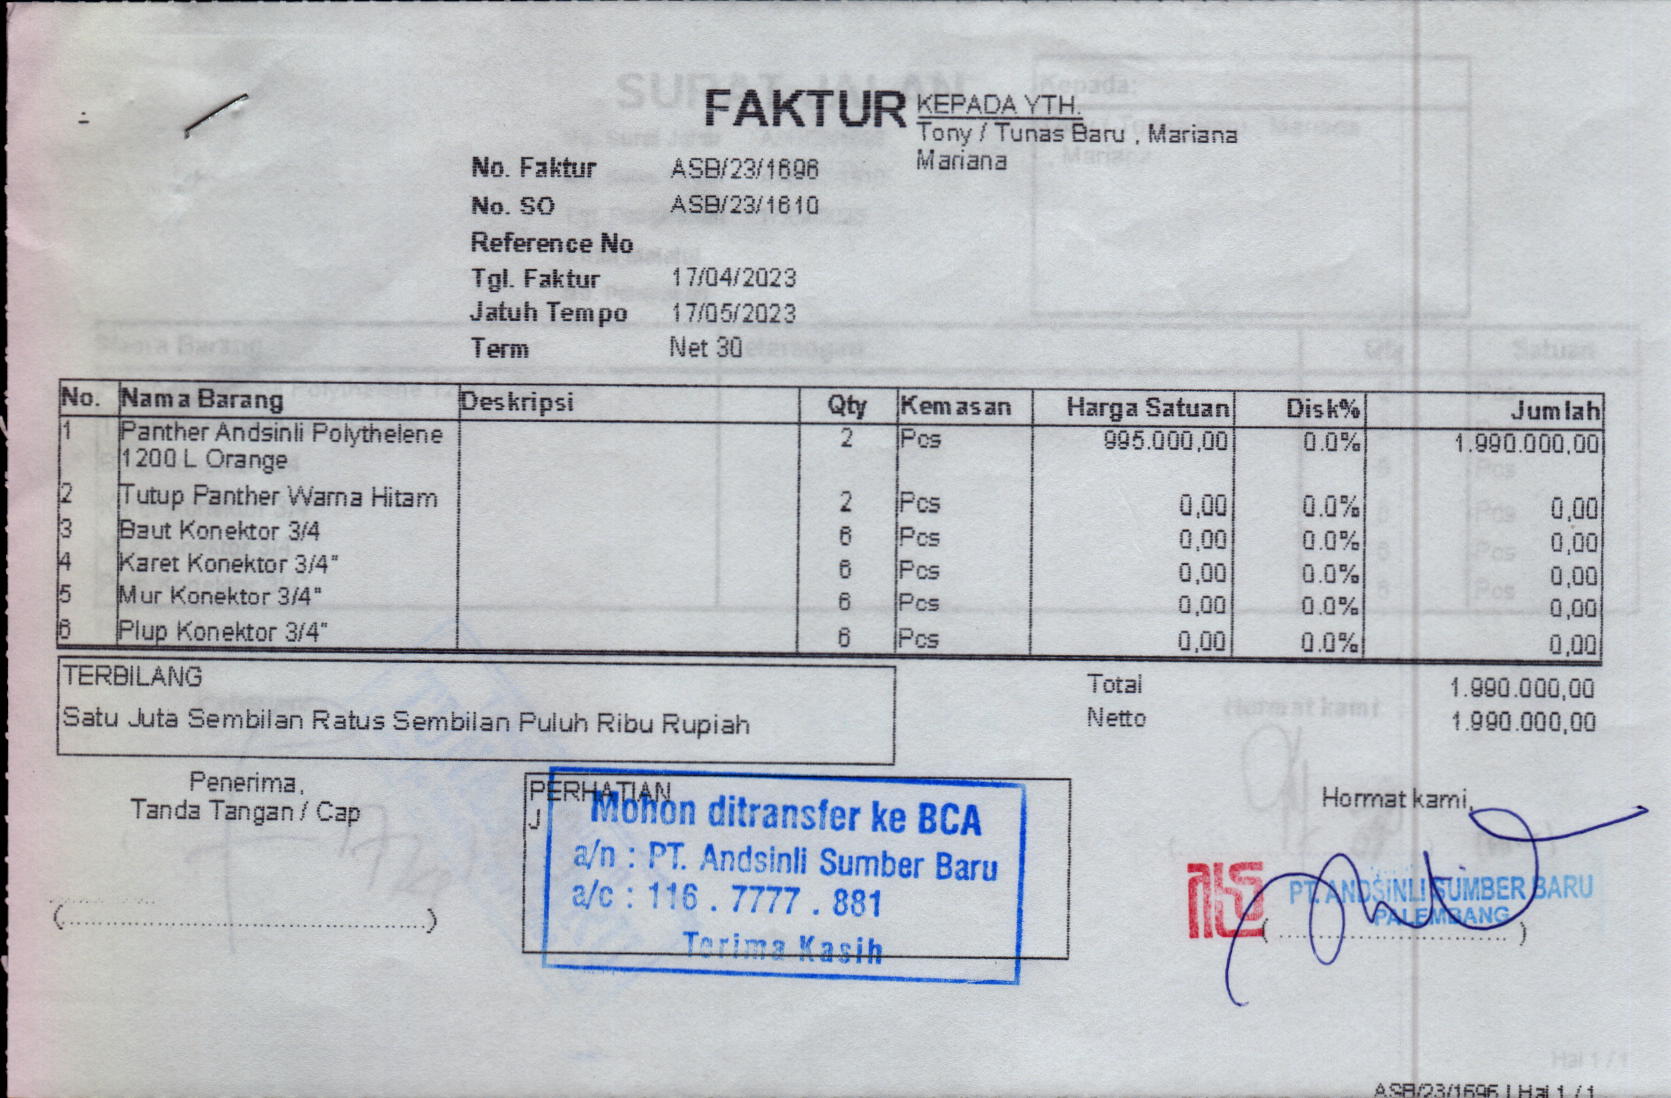 FAKTUR
KEPADA YTH.
Tony / Tunas Baru , Mariana
Mariana
No. Faktur ASB/23/1696
No. SO ASB/23/1610
Reference No
Tgl. Faktur 17/04/2023
Jatuh Tempo 17/05/2023
Term Net 30
No. Nama Barang Deskripsi Qty Kemasan Harga Satuan Disk% Jumlah
1 Panther Andsinli Polythelene 2 Pcs 995.000,00 0.0% 1.990.000,00
1200 L Orange
2 Tutup Panther Warna Hitam 2 Pcs 0,00 0.0% 0,00
3 Baut Konektor 3/4 6 Pcs 0,00 0.0% 0,00
4 Karet Konektor 3/4" 6 Pcs 0,00 0.0% 0,00
5 Mur Konektor 3/4" 6 Pcs 0,00 0.0% 0,00
6 Plup Konektor 3/4" 6 Pcs 0,00 0.0% 0,00
TERBILANG
Satu Juta Sembilan Ratus Sembilan Puluh Ribu Rupiah
Total 1.990.000,00
Netto 1.990.000,00
Penerima,
Tanda Tangan / Cap
(........................................)
PERHATIAN
J
Mohon ditransfer ke BCA
a/n : PT. Andsinli Sumber Baru
a/c : 116 . 7777 . 881
Terima Kasih
Hormat kami,
PT. ANDSINLI SUMBER BARU
PALEMBANG
(........................................)
ASB/23/1696 | Hal 1 / 1